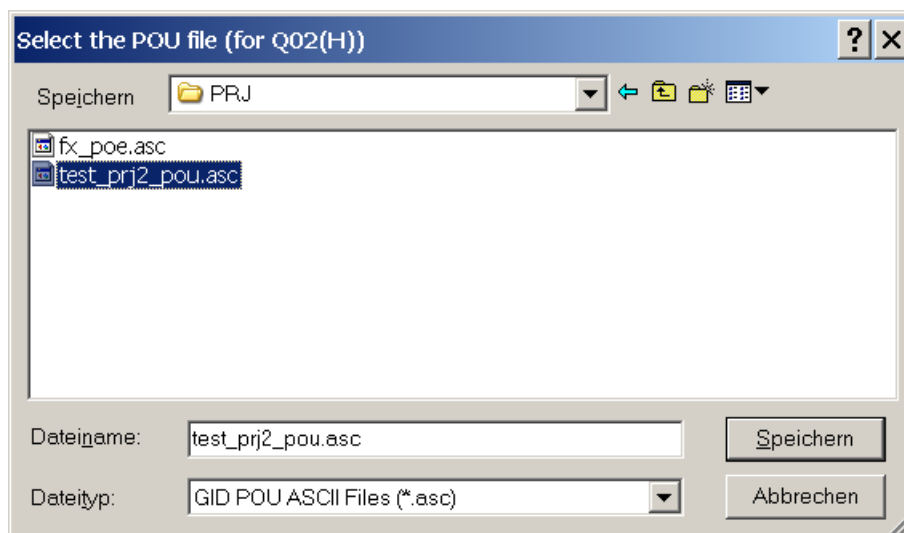 Select the POU file (for Q02(H))
Speichern PRJ
fx_poe.asc
test_prj2_pou.asc
Dateiname: test_prj2_pou.asc Speichern
Dateityp: GID POU ASCII Files (*.asc) Abbrechen